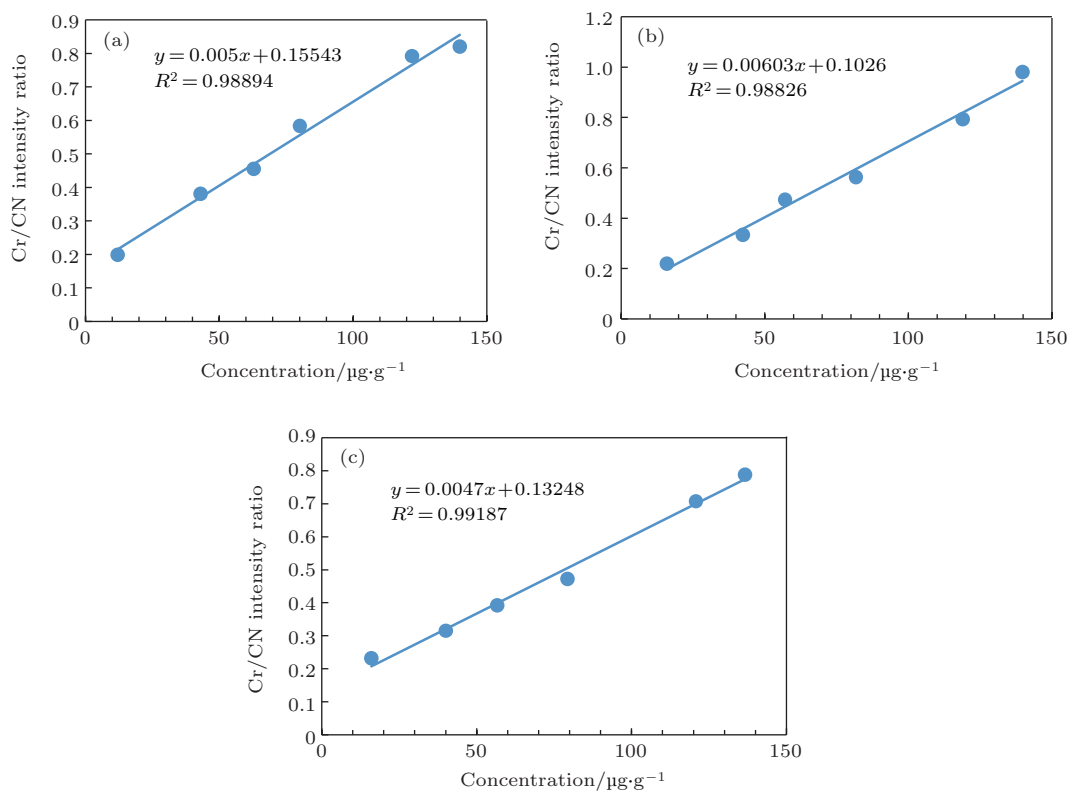 (a)
y=0.005x+0.15543
R²=0.98894
Cr/CN intensity ratio
0.9
0.8
0.7
0.6
0.5
0.4
0.3
0.2
0.1
0
0 50 100 150
Concentration/µg·g⁻¹
(b)
y=0.00603x+0.1026
R²=0.98826
Cr/CN intensity ratio
1.2
1.0
0.8
0.6
0.4
0.2
0
0 50 100 150
Concentration/µg·g⁻¹
(c)
y=0.0047x+0.13248
R²=0.99187
Cr/CN intensity ratio
0.9
0.8
0.7
0.6
0.5
0.4
0.3
0.2
0.1
0
0 50 100 150
Concentration/µg·g⁻¹